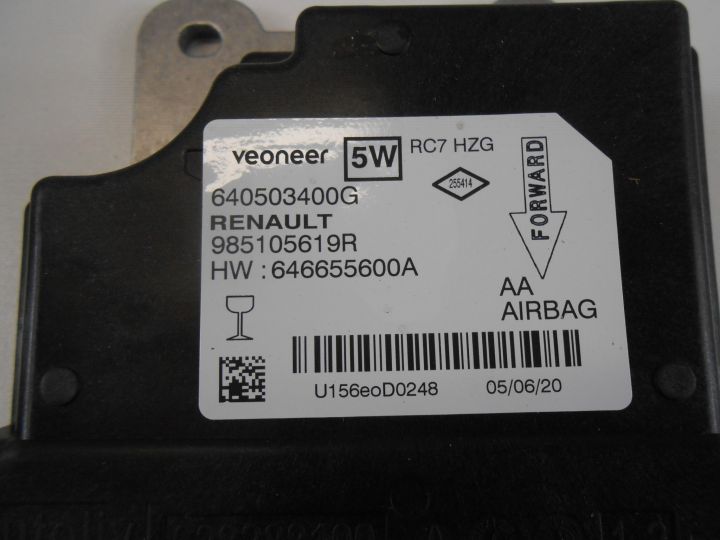 veoneer 5W RC7 HZG
640503400G
255414
FORWARD
RENAULT
985105619R
HW : 646655600A
AA
AIRBAG
U156eoD0248 05/06/20